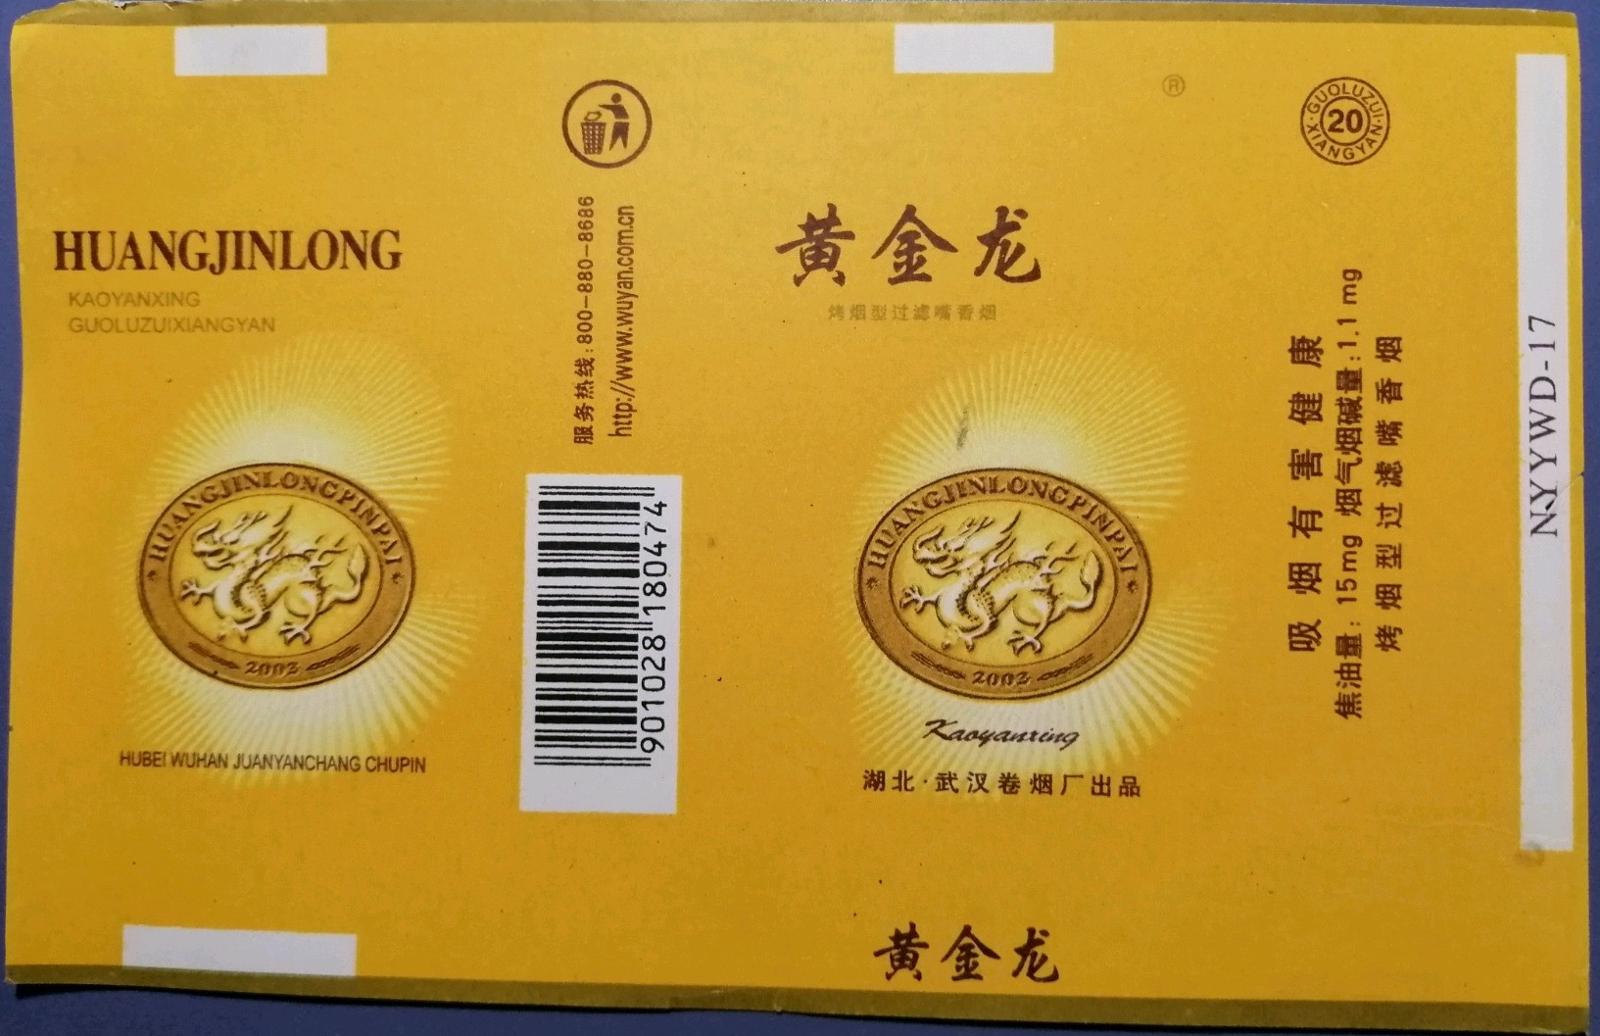 HUANGJINLONG
KAOYANXING
GUOLUZUIXIANGYAN
HUANGJINLONGPINPAI
2002
HUBEI WUHAN JUANYANCHANG CHUPIN
服务热线:800-880-8686
http://www.wuyan.com.cn
901028 180474
®
黄金龙
烤烟型过滤嘴香烟
HUANGJINLONGPINPAI
2002
Kaoyanxing
湖北·武汉卷烟厂出品
黄金龙
·GUOLUZUI·
20
XIANGYAN
吸烟有害健康
焦油量:15mg 烟气烟碱量:1.1mg
烤烟型过滤嘴香烟
NYYWD-17